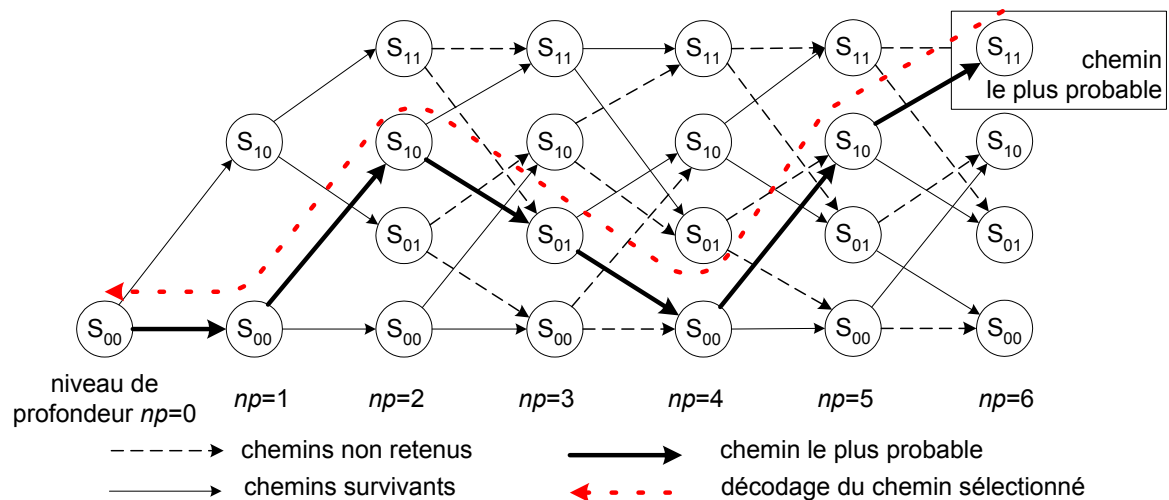 S11 S11 S11 S11 S11
chemin
le plus probable
S10 S10 S10 S10 S10 S10
S01 S01 S01 S01 S01
S00 S00 S00 S00 S00 S00 S00
niveau de
profondeur np=0 np=1 np=2 np=3 np=4 np=5 np=6
chemins non retenus chemin le plus probable
chemins survivants décodage du chemin sélectionné